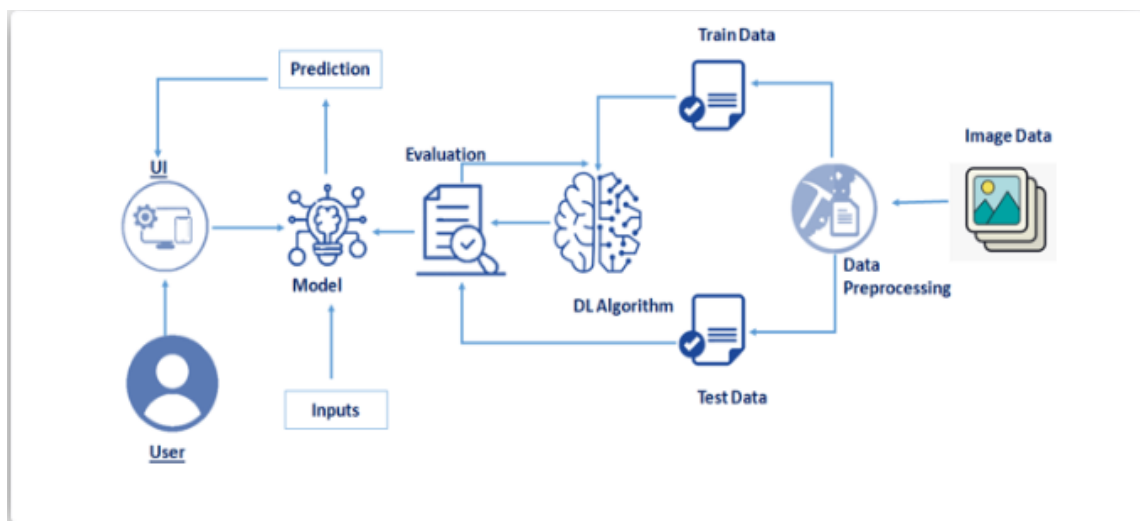 Train Data
Prediction
Image Data
Evaluation
UI
Data
Preprocessing
Model
DL Algorithm
Test Data
Inputs
User